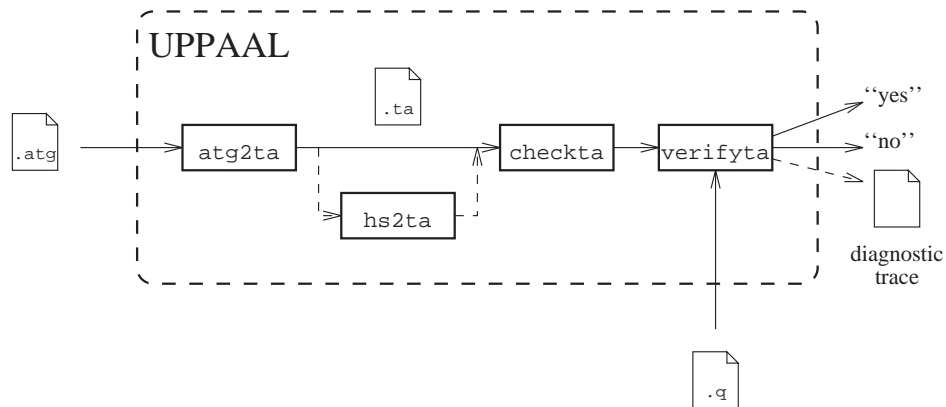 UPPAAL
.ta
‘‘yes’’
.atg
atg2ta
checkta
verifyta
‘‘no’’
hs2ta
diagnostic
trace
.q